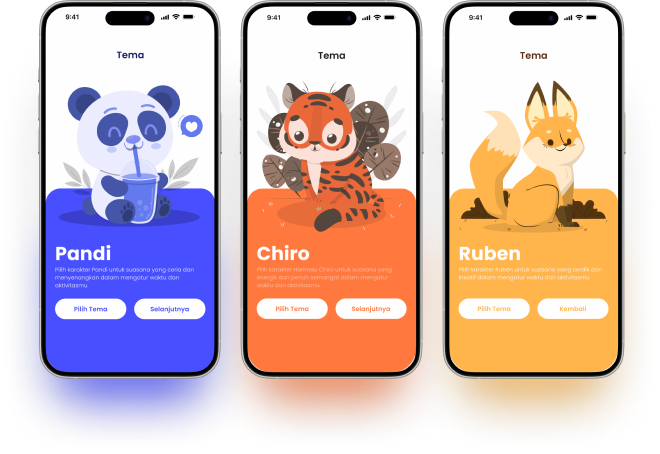 9:41
Tema
Pandi
Pilih karakter Pandi untuk suasana yang ceria dan
menyenangkan dalam mengatur waktu dan
aktivitasmu
Pilih Tema
Selanjutnya
9:41
Tema
Chiro
Pilih karakter Harimau Chiro untuk suasana yang
energik dan penuh semangat dalam mengatur
waktu dan aktivitasmu
Pilih Tema
Selanjutnya
9:41
Tema
Ruben
Pilih karakter Ruben untuk suasana yang cerdik dan
kreatif dalam mengatur waktu dan aktivitasmu
Pilih Tema
Kembali